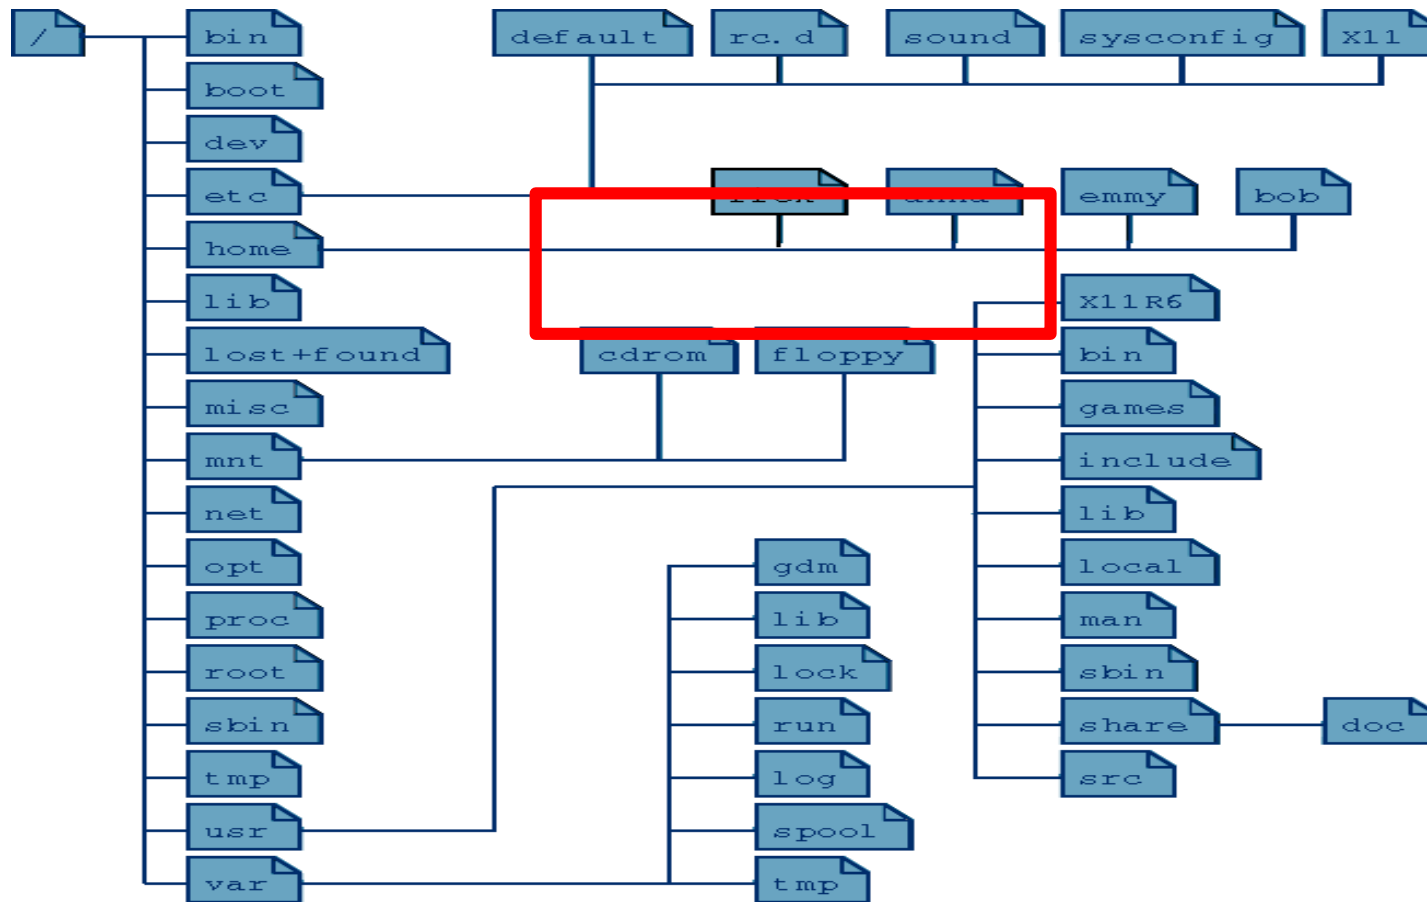 /
bin
default
rc.d
sound
sysconfig
X11
boot
dev
etc
emmy
bob
home
lib
X11R6
lost+found
cdrom
floppy
bin
misc
games
mnt
include
net
lib
opt
gdm
local
proc
lib
man
root
lock
sbin
sbin
run
share
doc
tmp
log
src
usr
spool
var
tmp